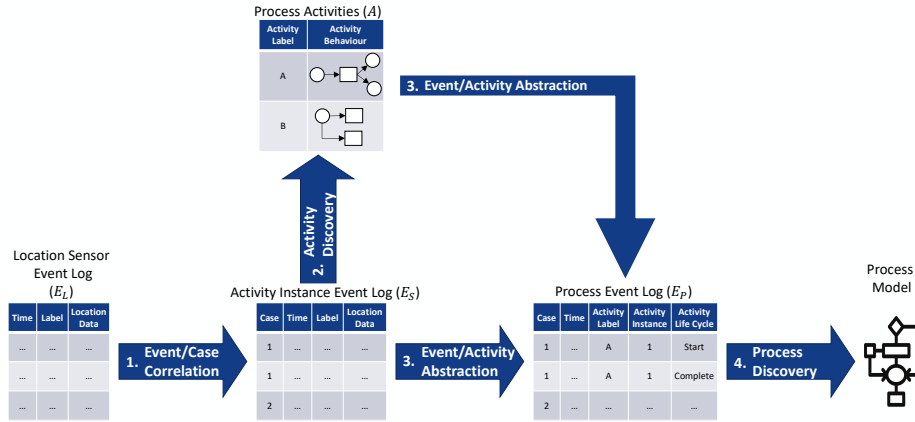 Process Activities (A)
Activity Label Activity Behaviour
A
B
3. Event/Activity Abstraction
2. Activity Discovery
Location Sensor
Event Log
(E_L)
Time Label Location Data
... ... ...
... ... ...
... ... ...
1. Event/Case
Correlation
Activity Instance Event Log (E_S)
Case Time Label Location Data
1 ... ... ...
1 ... ... ...
2 ... ... ...
3. Event/Activity
Abstraction
Process Event Log (E_P)
Case Time Activity Label Activity Instance Activity Life Cycle
1 ... A 1 Start
1 ... A 1 Complete
2 ... ... ... ...
4. Process
Discovery
Process
Model